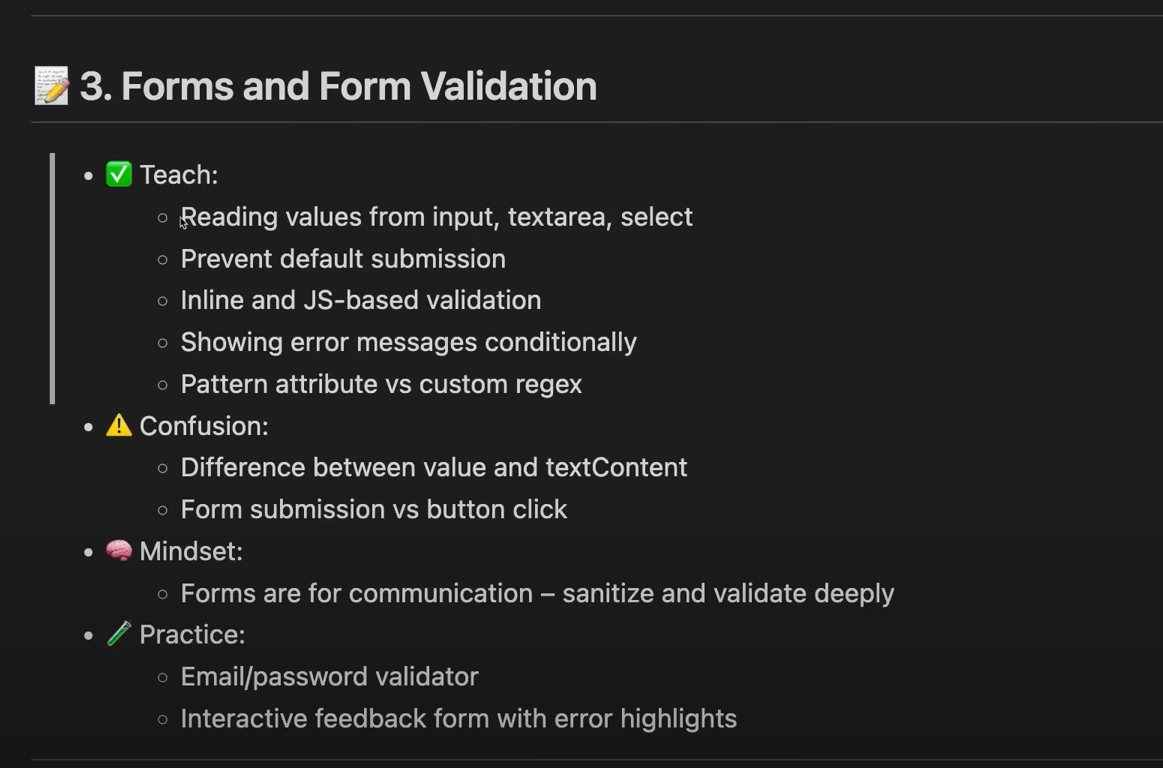 3. Forms and Form Validation
Teach:
Reading values from input, textarea, select
Prevent default submission
Inline and JS-based validation
Showing error messages conditionally
Pattern attribute vs custom regex
Confusion:
Difference between value and textContent
Form submission vs button click
Mindset:
Forms are for communication – sanitize and validate deeply
Practice:
Email/password validator
Interactive feedback form with error highlights